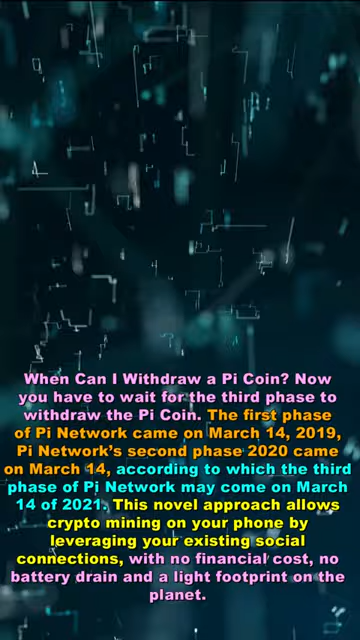 When Can I Withdraw a Pi Coin? Now
you have to wait for the third phase to
withdraw the Pi Coin. The first phase
of Pi Network came on March 14, 2019,
Pi Network's second phase 2020 came
on March 14, according to which the third
phase of Pi Network may come on March
14 of 2021. This novel approach allows
crypto mining on your phone by
leveraging your existing social
connections, with no financial cost, no
battery drain and a light footprint on the
planet.